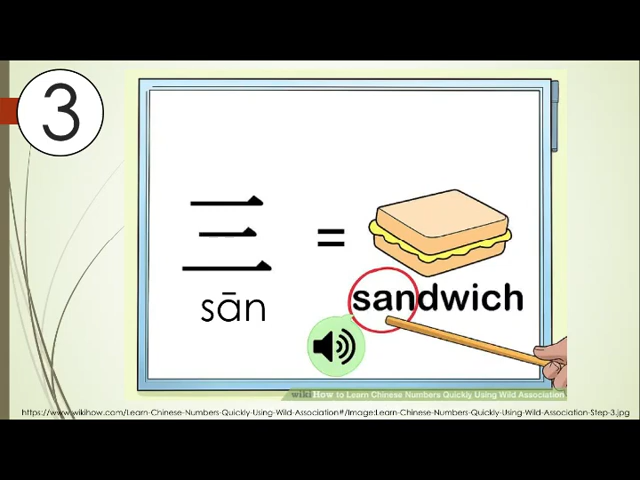 3
三 = 
sān
sandwich
wikiHow to Learn Chinese Numbers Quickly Using Wild Association
https://www.wikihow.com/Learn-Chinese-Numbers-Quickly-Using-Wild-Association#/Image:Learn-Chinese-Numbers-Quickly-Using-Wild-Association-Step-3.jpg